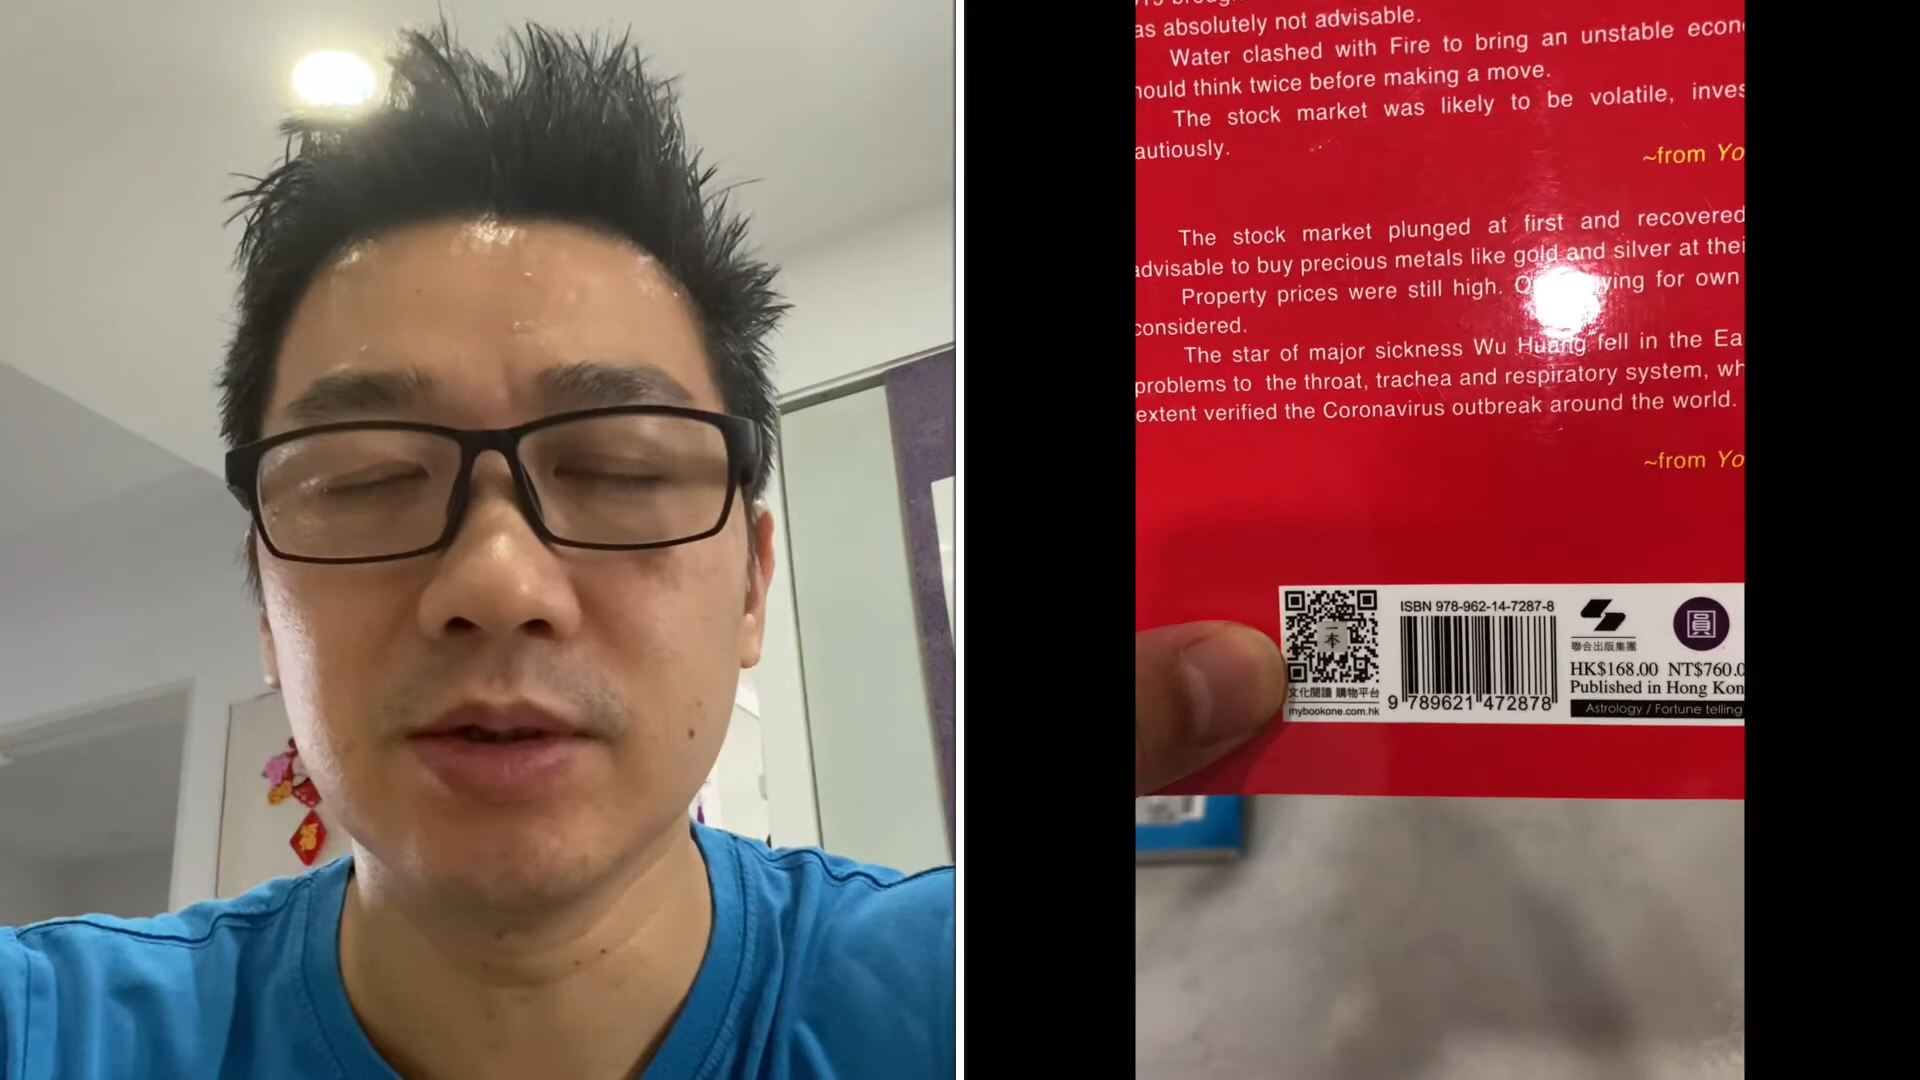 as absolutely not advisable.
Water clashed with Fire to bring an unstable econ
hould think twice before making a move.
The stock market was likely to be volatile, inves
autiously.
~from Yo
The stock market plunged at first and recovered
advisable to buy precious metals like gold and silver at thei
Property prices were still high. ying for own
considered.
The star of major sickness Wu Huang fell in the Ea
problems to the throat, trachea and respiratory system, wh
extent verified the Coronavirus outbreak around the world.
~from Yo
一本
文化閱讀 購物平台
mybookone.com.hk
ISBN 978-962-14-7287-8
9 789621 472878
聯合出版集團
圓
HK$168.00 NT$760.0
Published in Hong Kon
Astrology / Fortune telling
福